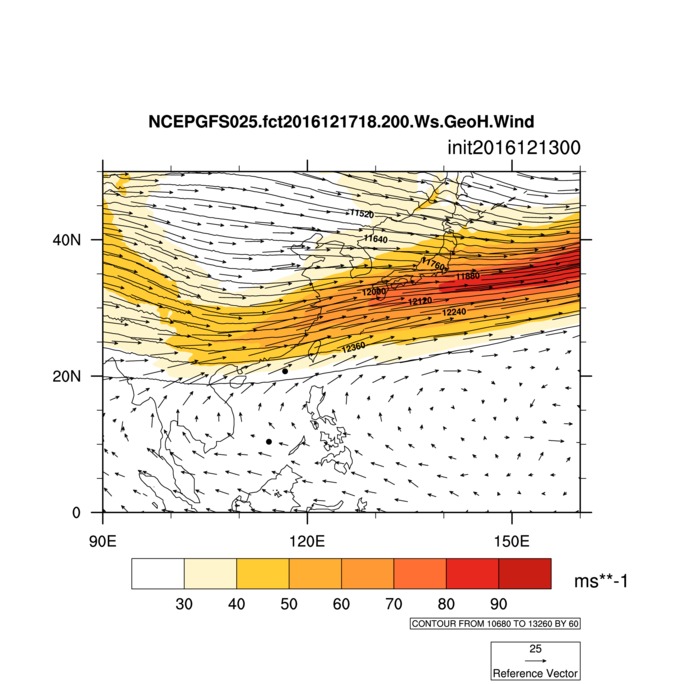 NCEPGFS025.fct2016121718.200.Ws.GeoH.Wind
init2016121300
11520
40N
11640
11760
11880
12000
12120
12240
12360
20N
0
90E 120E 150E
ms**-1
30 40 50 60 70 80 90
CONTOUR FROM 10680 TO 13260 BY 60
25
Reference Vector